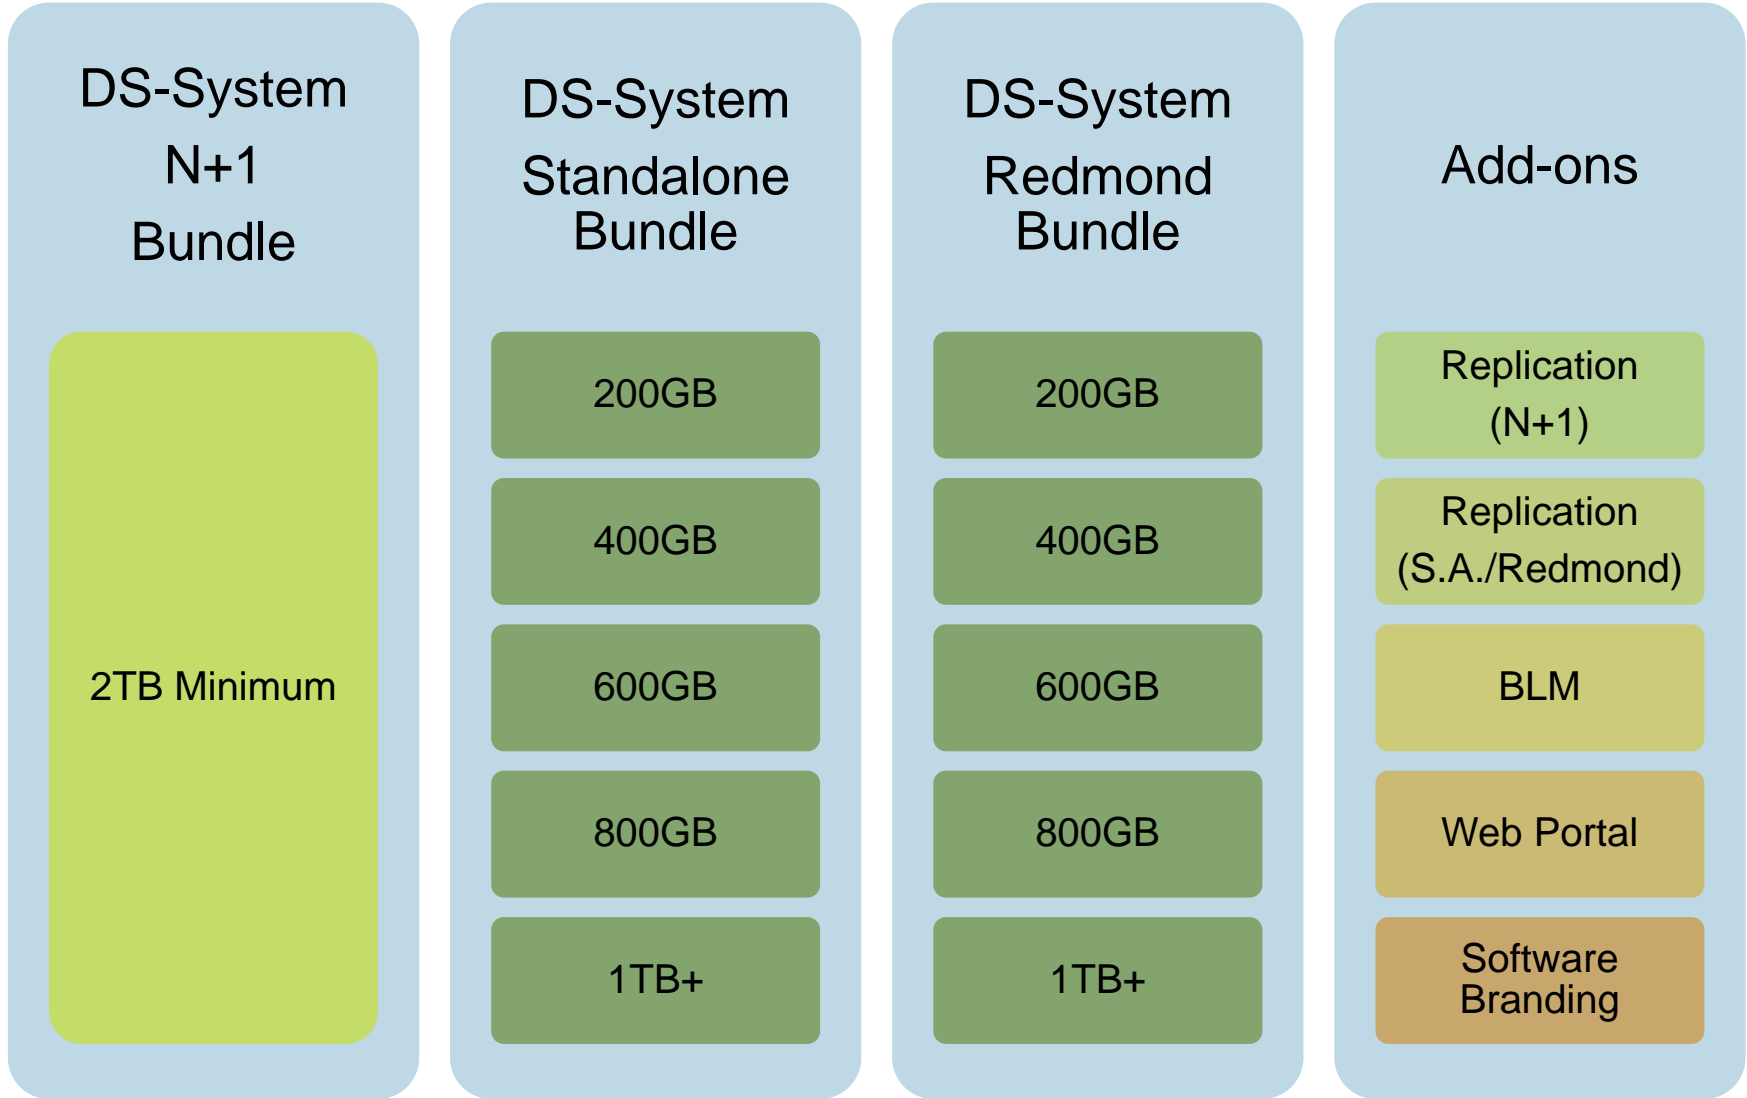 DS-System
N+1
Bundle
2TB Minimum
DS-System
Standalone
Bundle
200GB
400GB
600GB
800GB
1TB+
DS-System
Redmond
Bundle
200GB
400GB
600GB
800GB
1TB+
Add-ons
Replication
(N+1)
Replication
(S.A./Redmond)
BLM
Web Portal
Software
Branding